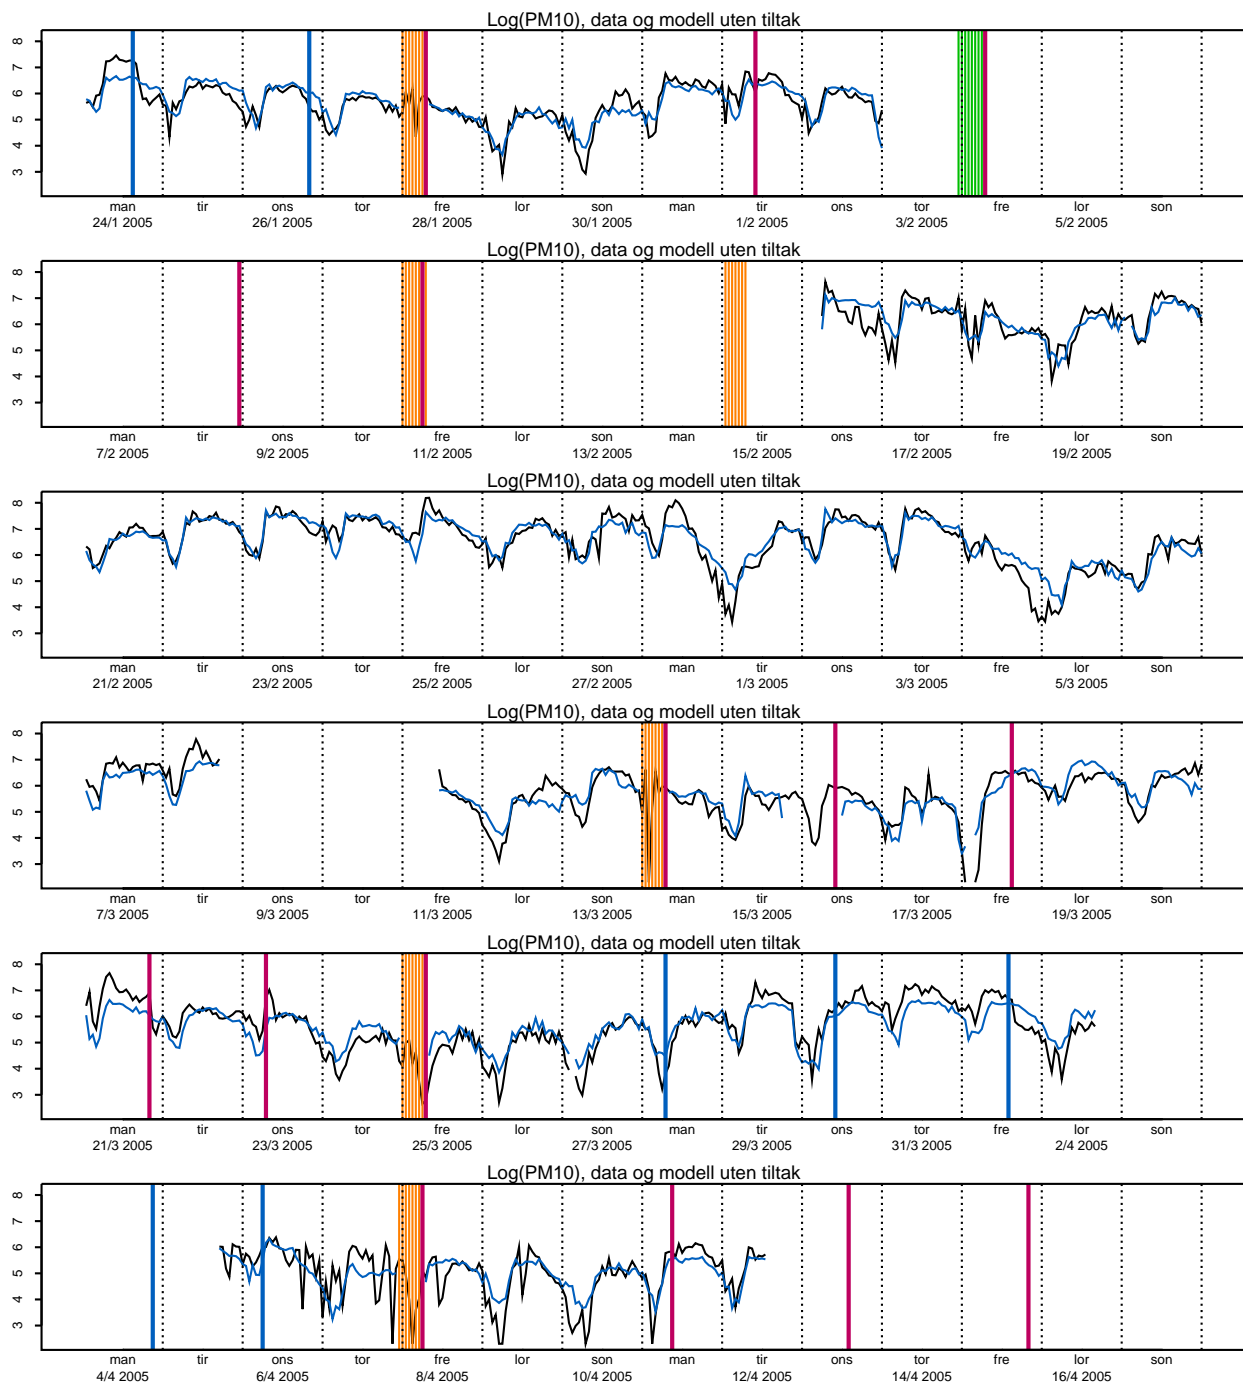 Log(PM10), data og modell uten tiltak
8
7
6
5
4
3
man tir ons tor fre lor son man tir ons tor fre lor son
24/1 2005 26/1 2005 28/1 2005 30/1 2005 1/2 2005 3/2 2005 5/2 2005
Log(PM10), data og modell uten tiltak
8
7
6
5
4
3
man tir ons tor fre lor son man tir ons tor fre lor son
7/2 2005 9/2 2005 11/2 2005 13/2 2005 15/2 2005 17/2 2005 19/2 2005
Log(PM10), data og modell uten tiltak
8
7
6
5
4
3
man tir ons tor fre lor son man tir ons tor fre lor son
21/2 2005 23/2 2005 25/2 2005 27/2 2005 1/3 2005 3/3 2005 5/3 2005
Log(PM10), data og modell uten tiltak
8
7
6
5
4
3
man tir ons tor fre lor son man tir ons tor fre lor son
7/3 2005 9/3 2005 11/3 2005 13/3 2005 15/3 2005 17/3 2005 19/3 2005
Log(PM10), data og modell uten tiltak
8
7
6
5
4
3
man tir ons tor fre lor son man tir ons tor fre lor son
21/3 2005 23/3 2005 25/3 2005 27/3 2005 29/3 2005 31/3 2005 2/4 2005
Log(PM10), data og modell uten tiltak
8
7
6
5
4
3
man tir ons tor fre lor son man tir ons tor fre lor son
4/4 2005 6/4 2005 8/4 2005 10/4 2005 12/4 2005 14/4 2005 16/4 2005